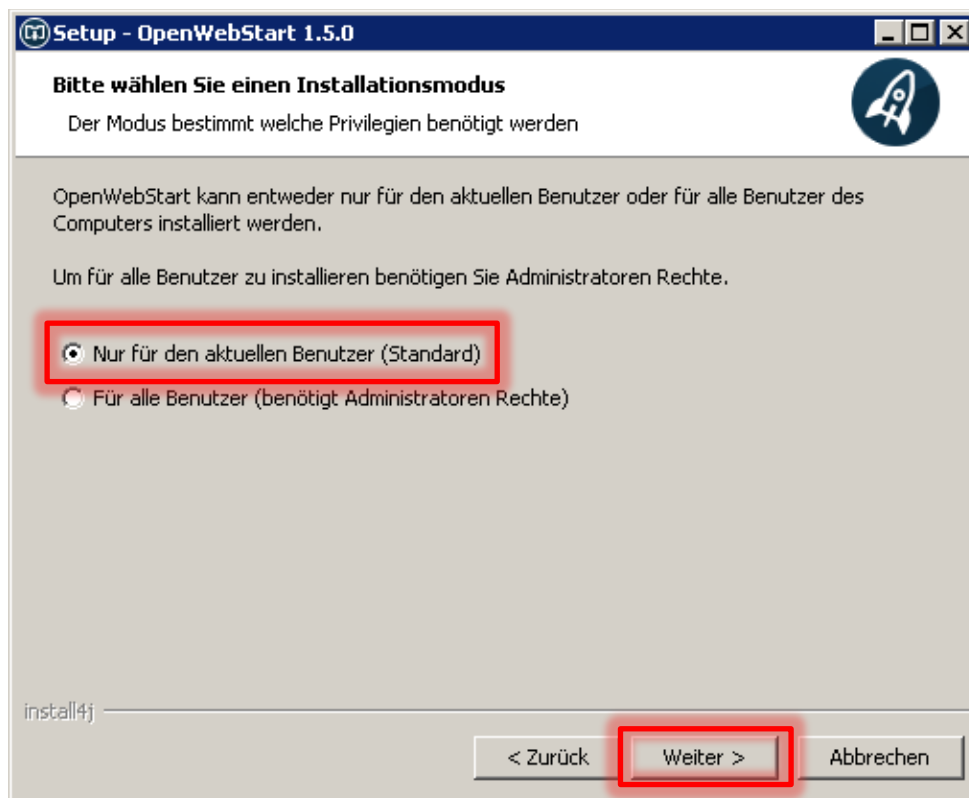 Setup - OpenWebStart 1.5.0
Bitte wählen Sie einen Installationsmodus
Der Modus bestimmt welche Privilegien benötigt werden
OpenWebStart kann entweder nur für den aktuellen Benutzer oder für alle Benutzer des
Computers installiert werden.
Um für alle Benutzer zu installieren benötigen Sie Administratoren Rechte.
Nur für den aktuellen Benutzer (Standard)
Für alle Benutzer (benötigt Administratoren Rechte)
install4j
< Zurück Weiter > Abbrechen